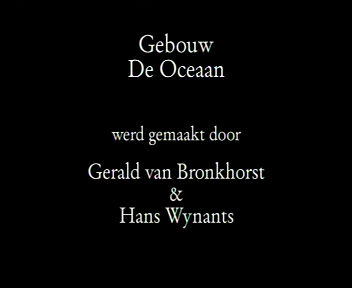 Gebouw
De Oceaan
werd gemaakt door
Gerald van Bronkhorst
&
Hans Wynants